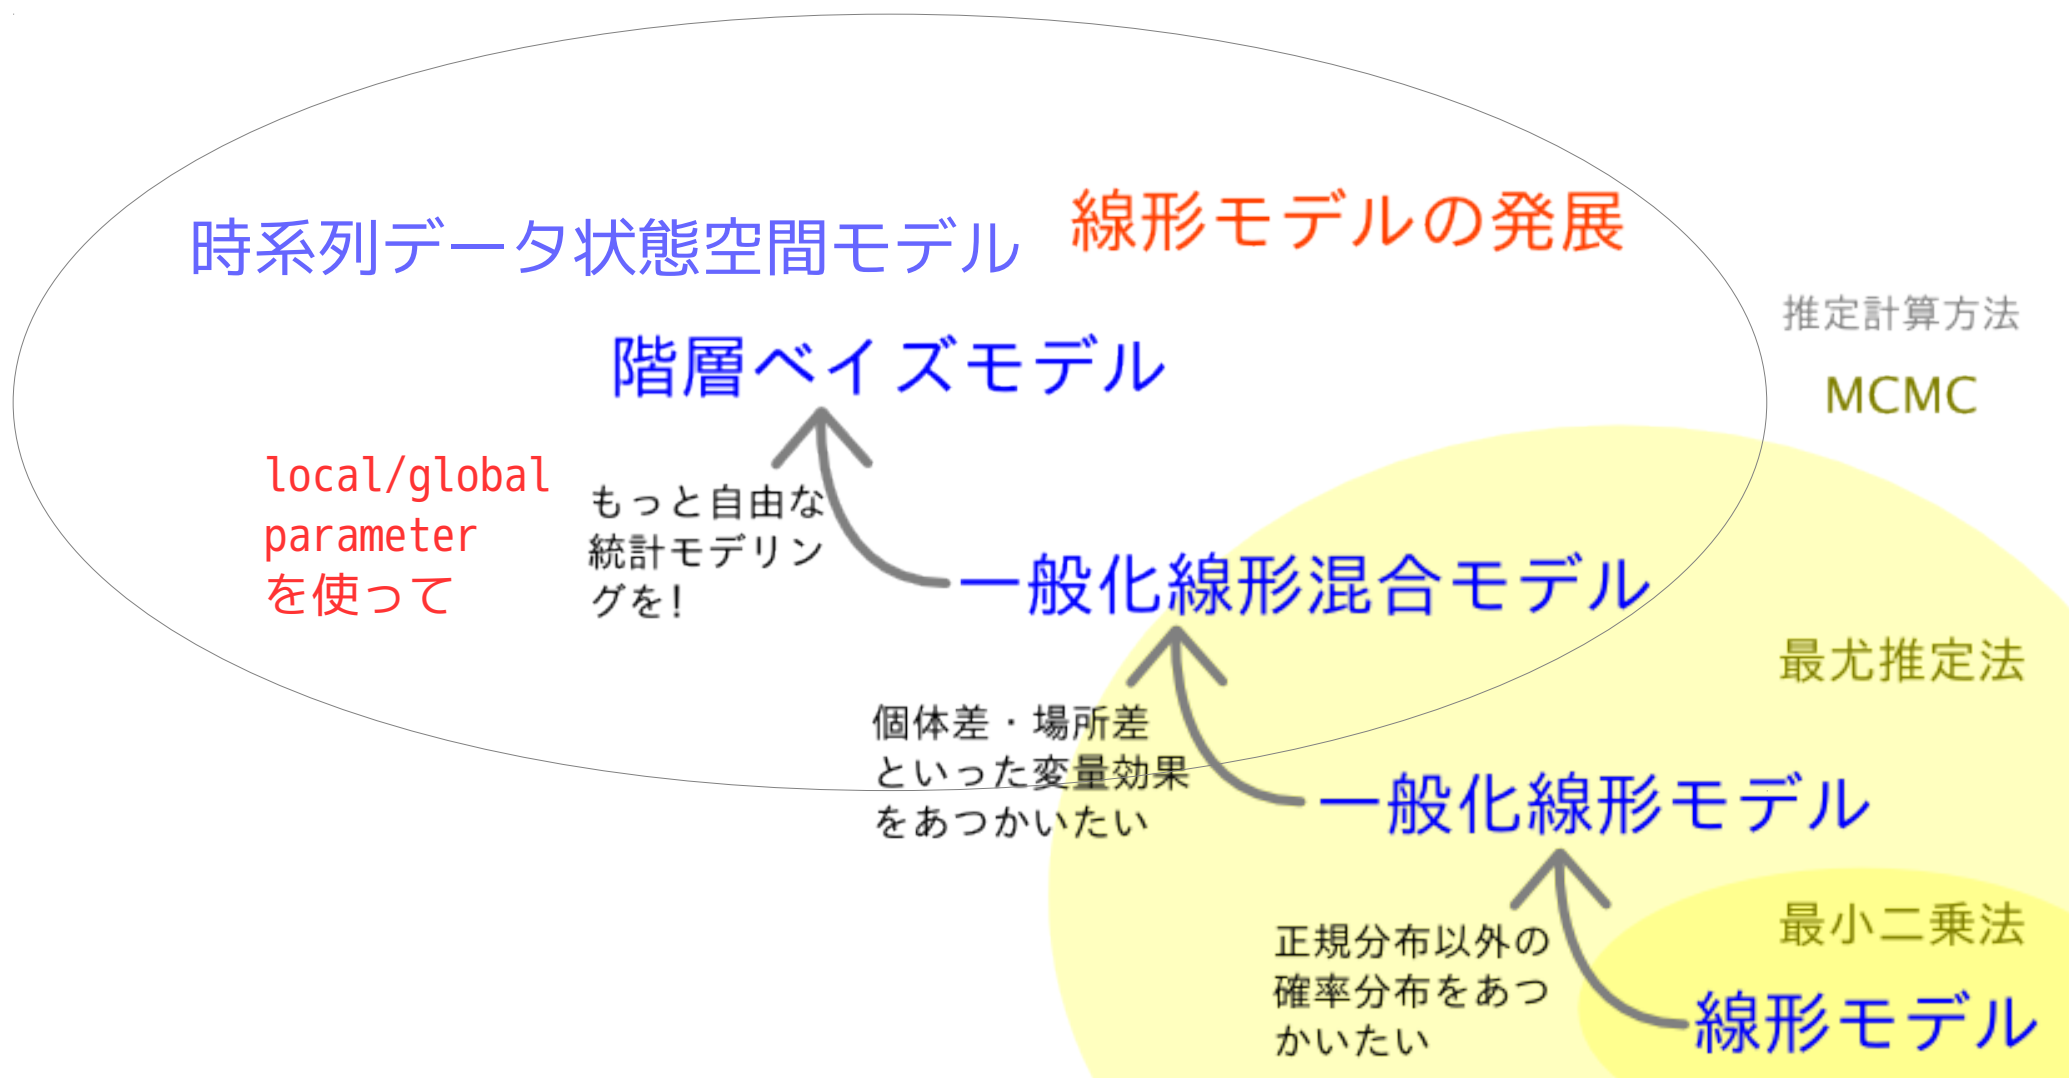 線形モデルの発展
時系列データ状態空間モデル
推定計算方法
階層ベイズモデル
MCMC
local/global
parameter
を使って
もっと自由な
統計モデリン
グを!
一般化線形混合モデル
最尤推定法
個体差・場所差
といった変量効果
をあつかいたい
一般化線形モデル
最小二乗法
正規分布以外の
確率分布をあつ
かいたい
線形モデル